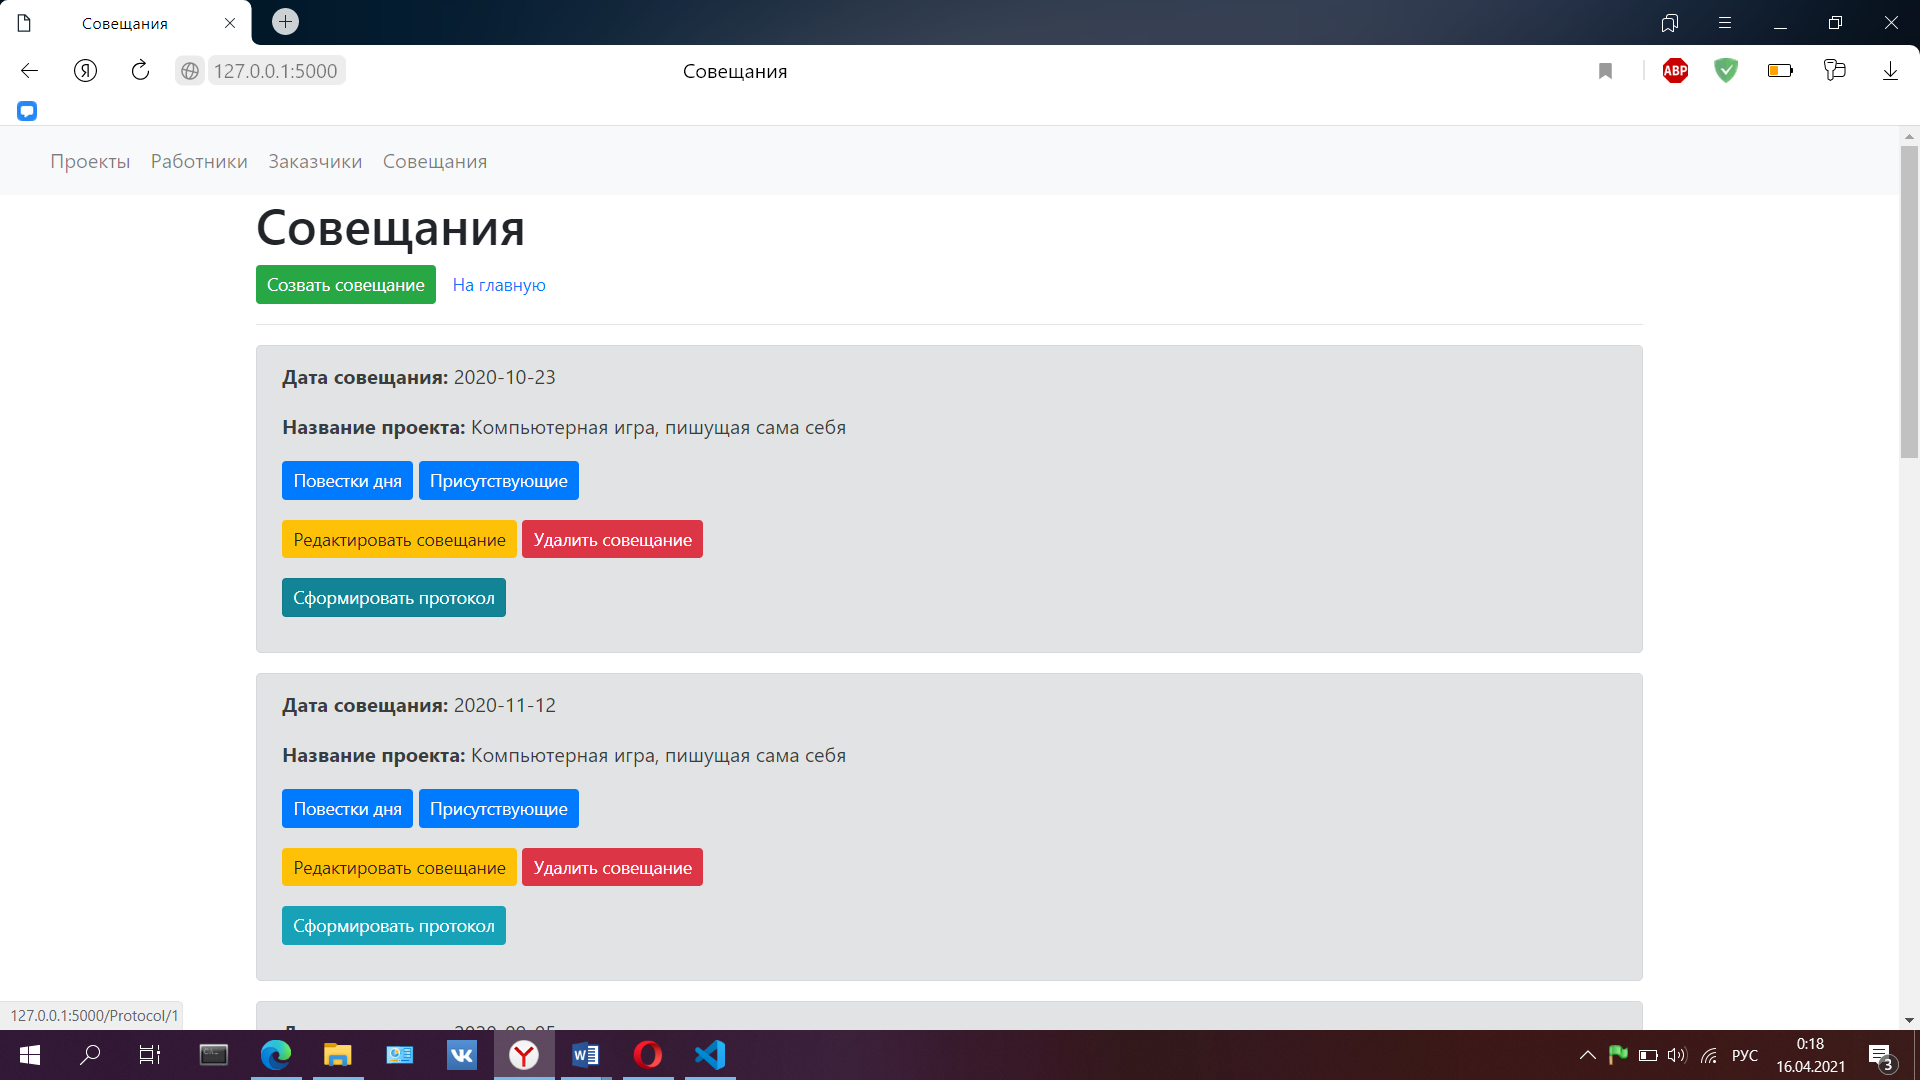 Совещания
127.0.0.1:5000
Совещания
ABP
Проекты Работники Заказчики Совещания
Совещания
Созвать совещание На главную
Дата совещания: 2020-10-23
Название проекта: Компьютерная игра, пишущая сама себя
Повестки дня Присутствующие
Редактировать совещание Удалить совещание
Сформировать протокол
Дата совещания: 2020-11-12
Название проекта: Компьютерная игра, пишущая сама себя
Повестки дня Присутствующие
Редактировать совещание Удалить совещание
Сформировать протокол
127.0.0.1:5000/Protocol/1
РУС
0:18
16.04.2021
3